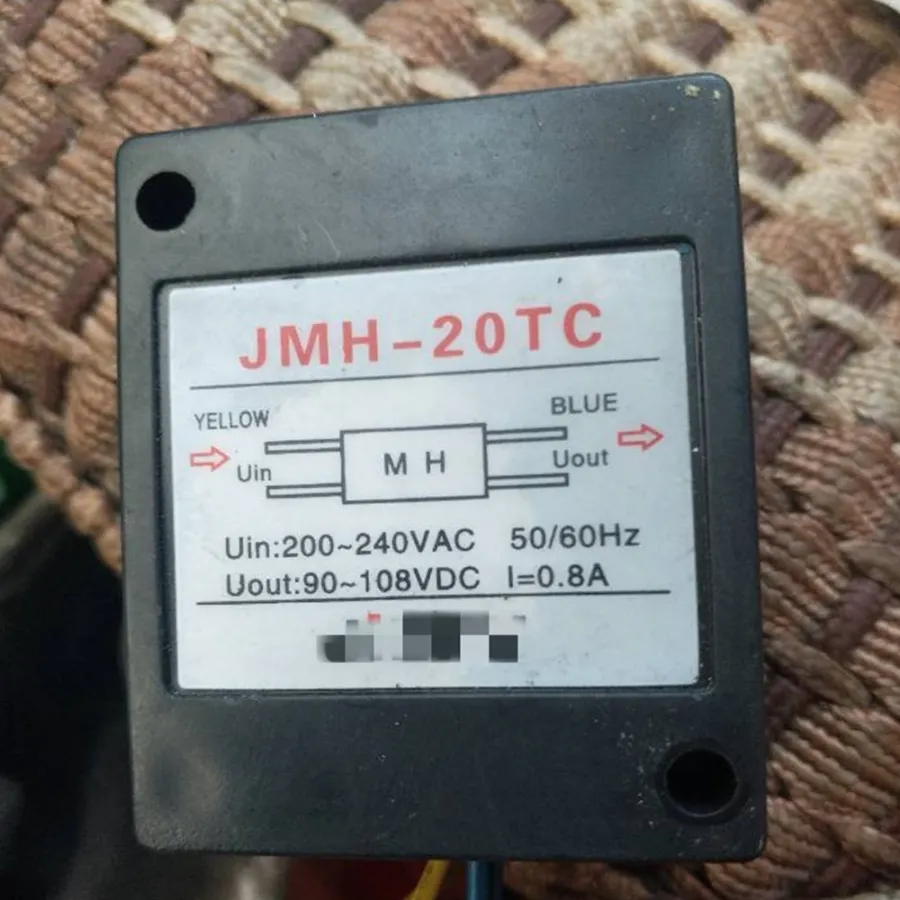 JMH-20TC
YELLOW
BLUE
Uin
M H
Uout
Uin:200~240VAC 50/60Hz
Uout:90~108VDC I=0.8A